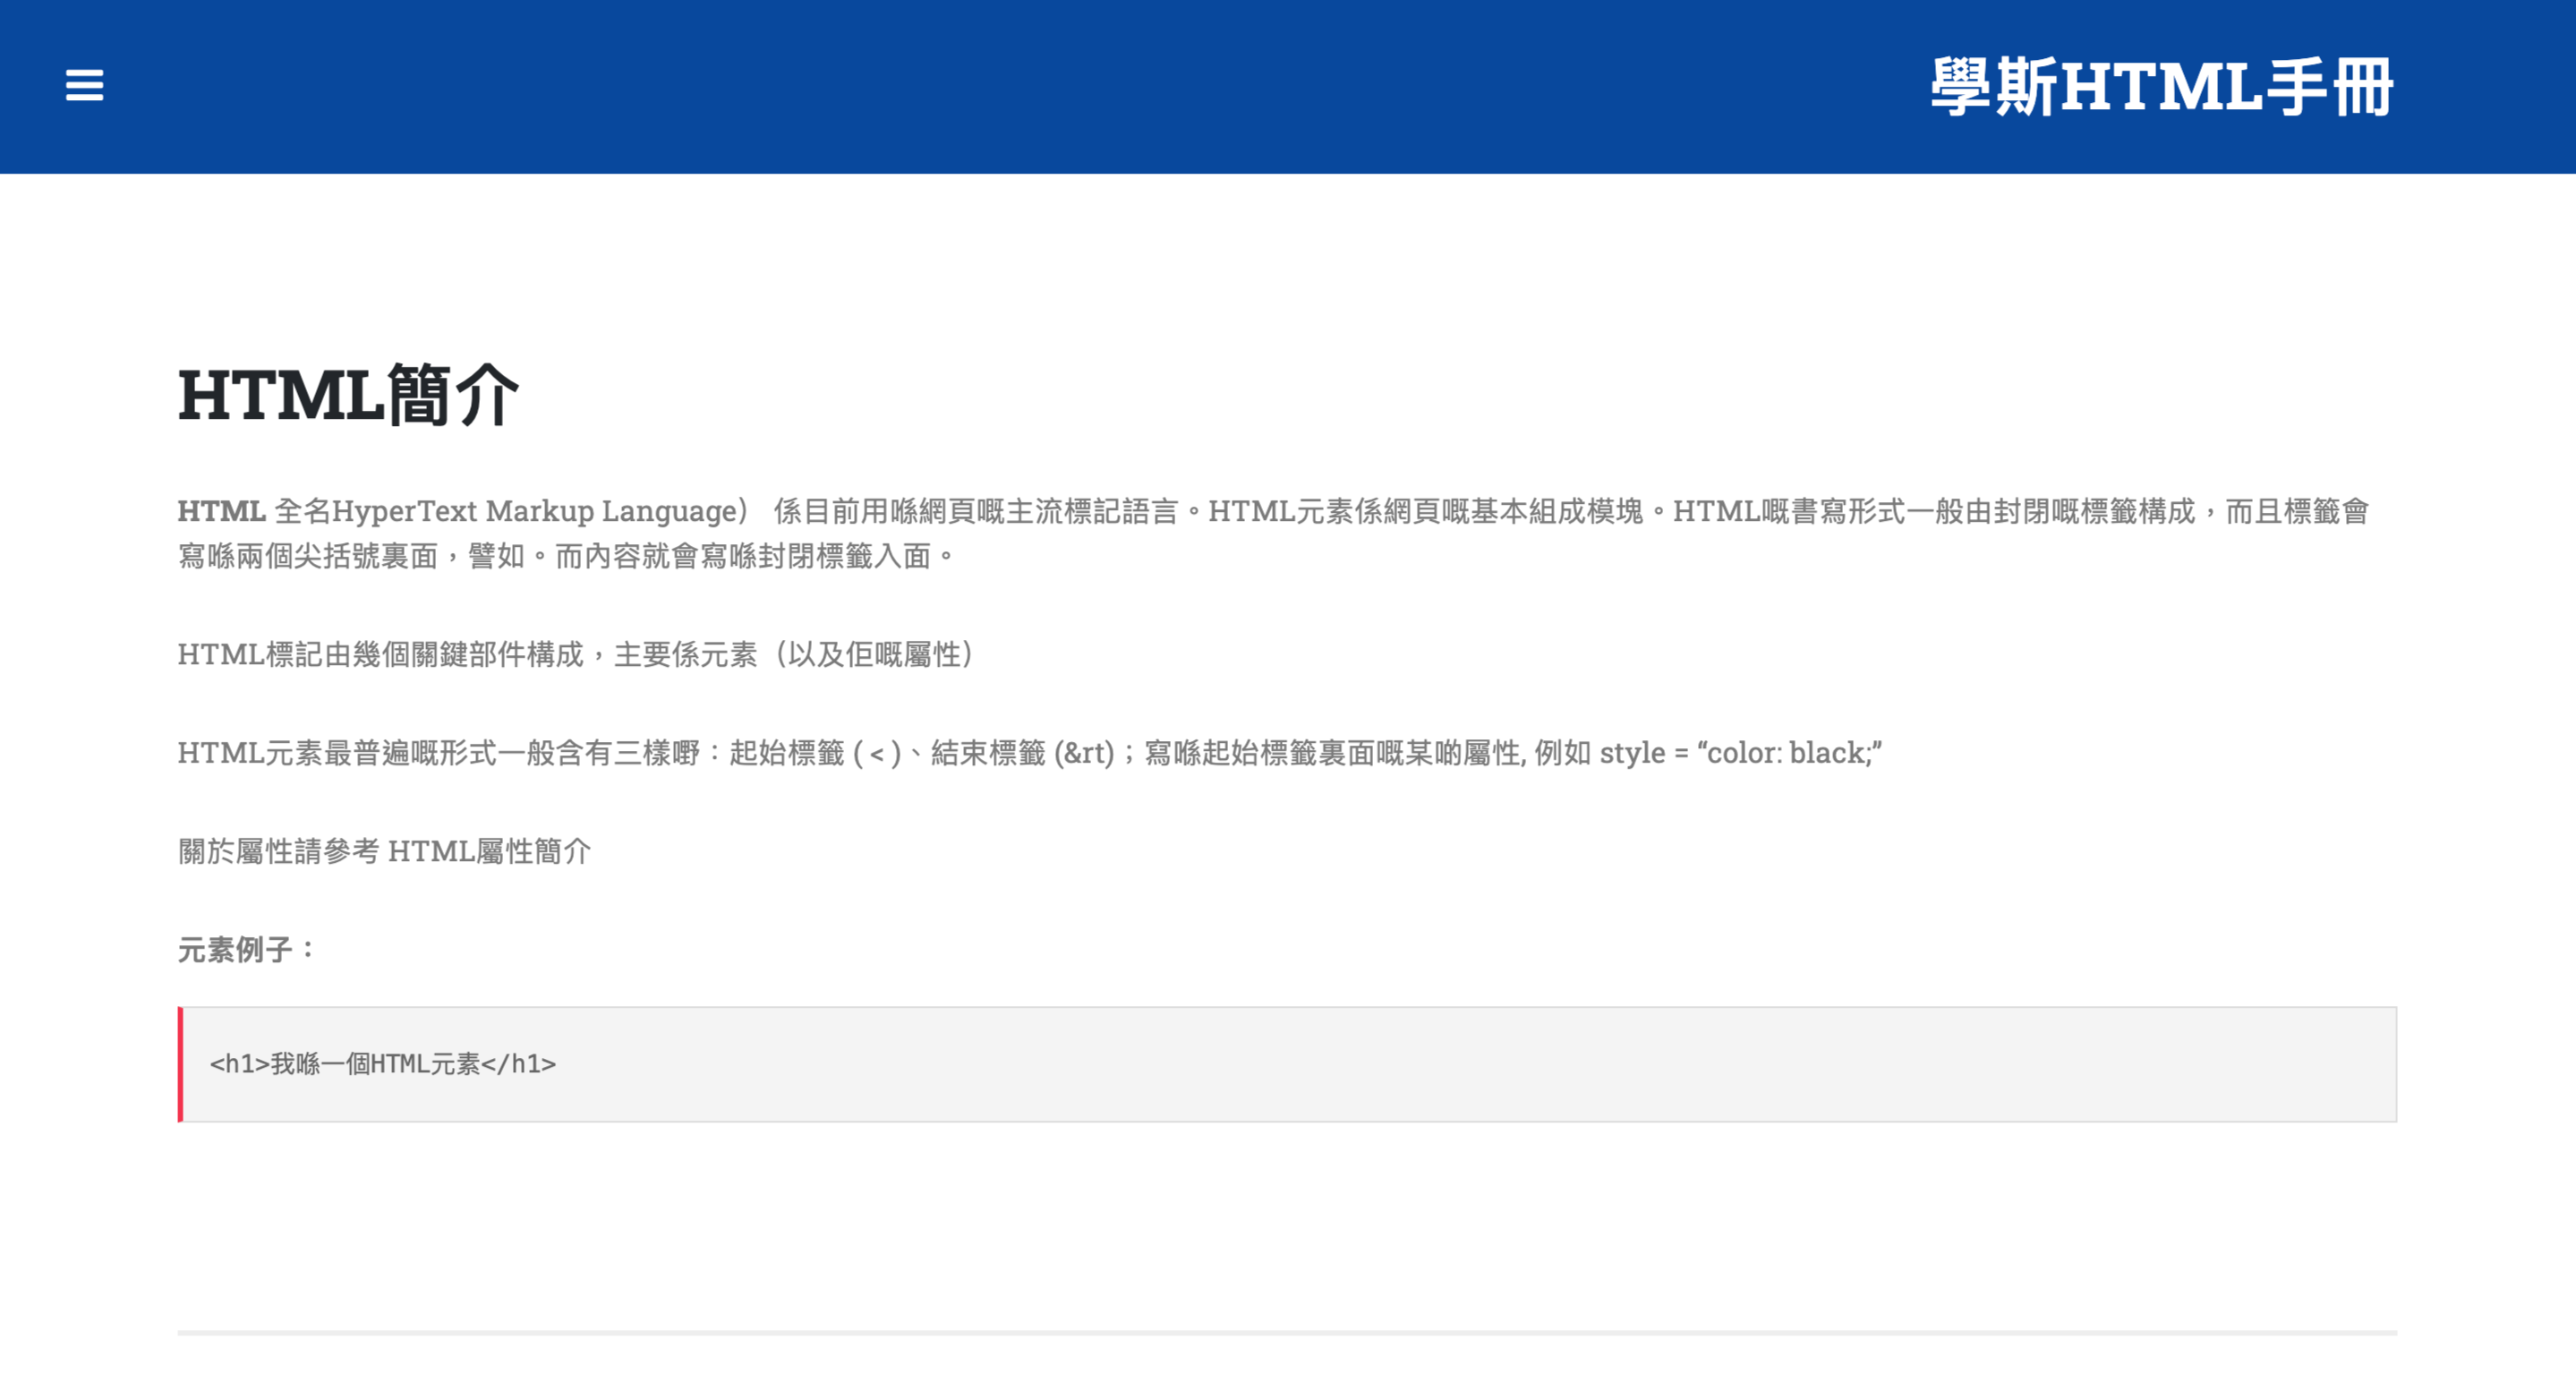 學斯HTML手冊
HTML簡介
HTML 全名HyperText Markup Language） 係目前用喺網頁嘅主流標記語言。HTML元素係網頁嘅基本組成模塊。HTML嘅書寫形式一般由封閉嘅標籤構成，而且標籤會
寫喺兩個尖括號裏面，譬如。而內容就會寫喺封閉標籤入面。
HTML標記由幾個關鍵部件構成，主要係元素（以及佢嘅屬性）
HTML元素最普遍嘅形式一般含有三樣嘢：起始標籤 ( < )、結束標籤 (&rt)；寫喺起始標籤裏面嘅某啲屬性, 例如 style = “color: black;”
關於屬性請參考 HTML屬性簡介
元素例子：
<h1>我喺一個HTML元素</h1>